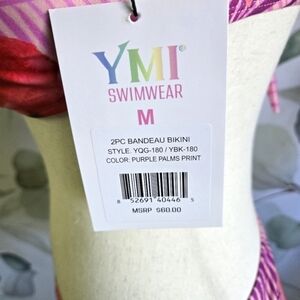 YMI®
SWIMWEAR
M
2PC BANDEAU BIKINI
STYLE: YQG-180 / YBK-180
COLOR: PURPLE PALMS PRINT
8 52691 40446 5
MSRP $60.00